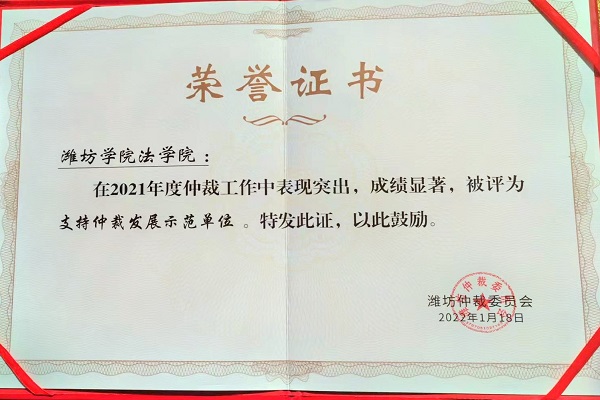 荣誉证书
潍坊学院法学院：
在2021年度仲裁工作中表现突出，成绩显著，被评为
支持仲裁发展示范单位。特发此证，以此鼓励。
潍坊仲裁委员会
2022年1月18日